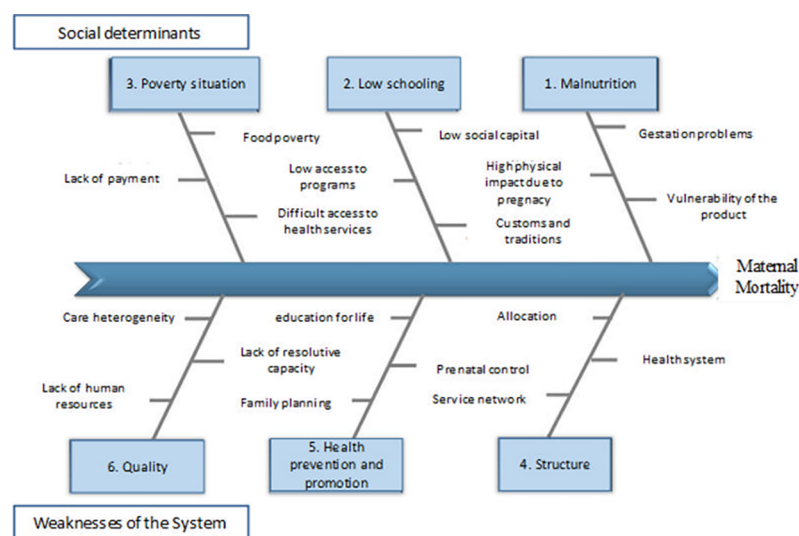 Social determinants
3. Poverty situation
2. Low schooling
1. Malnutrition
Food poverty
Lack of payment
Difficult access to
health services
Low social capital
Low access to
programs
Customs and
traditions
Gestation problems
High physical
impact due to
pregnacy
Vulnerability of the
product
Maternal
Mortality
Care heterogeneity
Lack of resolutive
capacity
Lack of human
resources
education for life
Prenatal control
Family planning
Allocation
Health system
Service network
6. Quality
5. Health
prevention and
promotion
4. Structure
Weaknesses of the System